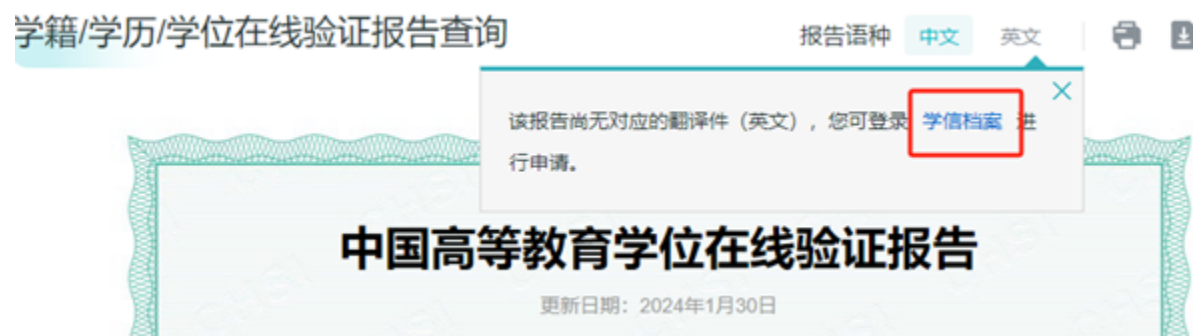 学籍/学历/学位在线验证报告查询 报告语种 中文 英文
该报告尚无对应的翻译件（英文），您可登录 学信档案 进
行申请。
中国高等教育学位在线验证报告
更新日期：2024年1月30日